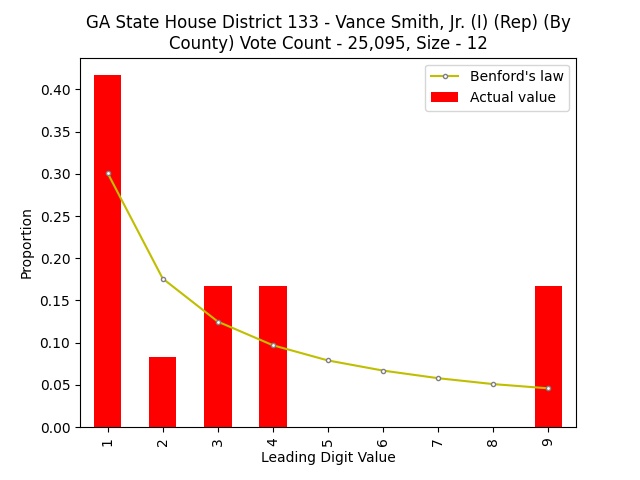 GA State House District 133 - Vance Smith, Jr. (I) (Rep) (By
County) Vote Count - 25,095, Size - 12
Benford's law
Actual value
0.40
0.35
0.30
0.25
0.20
0.15
0.10
0.05
0.00
Proportion
1 2 3 4 5 6 7 8 9
Leading Digit Value